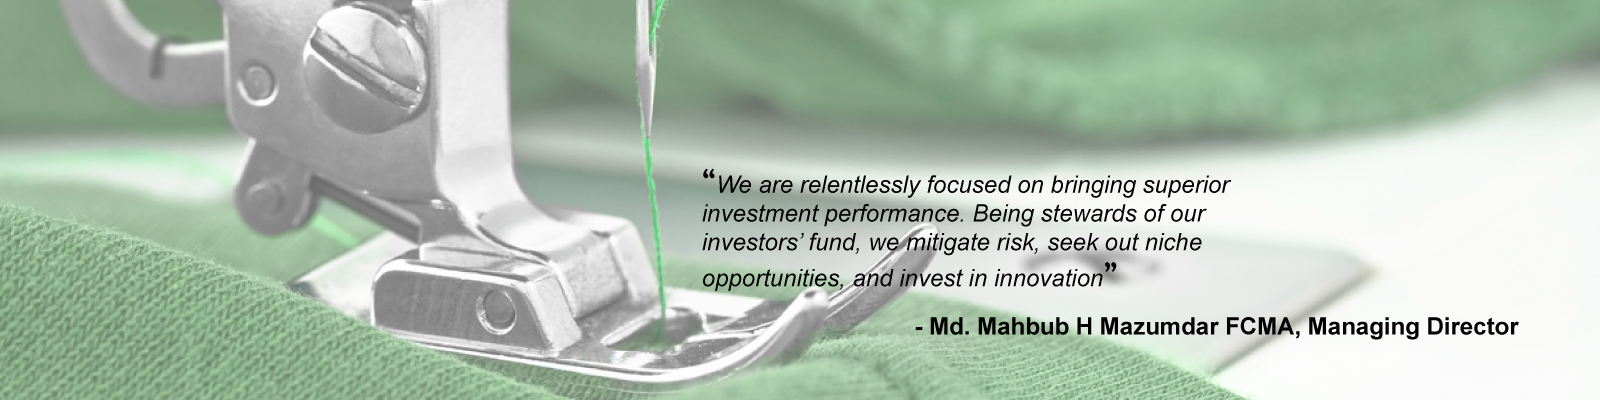 “We are relentlessly focused on bringing superior
investment performance. Being stewards of our
investors’ fund, we mitigate risk, seek out niche
opportunities, and invest in innovation”
- Md. Mahbub H Mazumdar FCMA, Managing Director